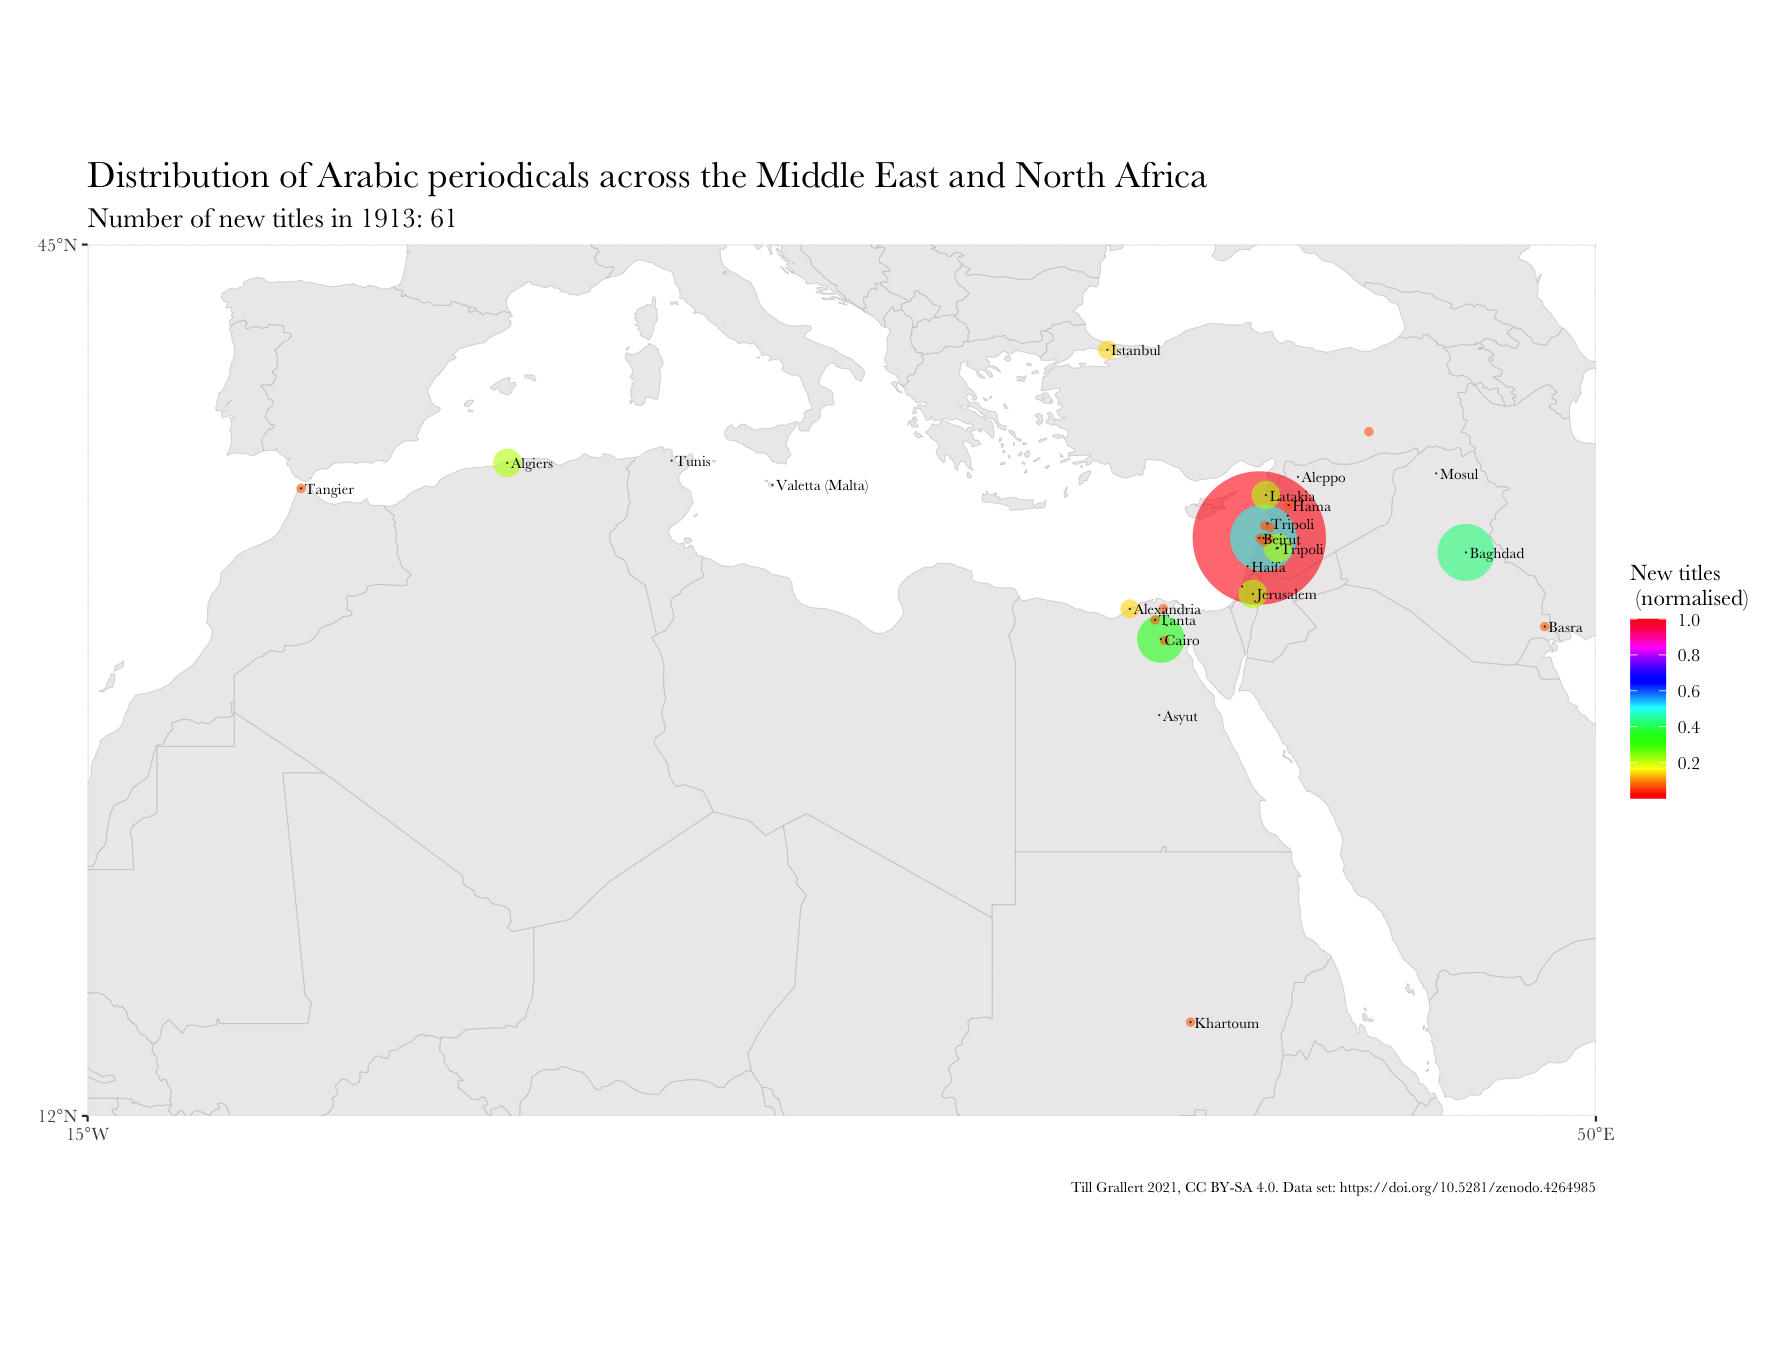 Distribution of Arabic periodicals across the Middle East and North Africa
Number of new titles in 1913: 61
45°N
Istanbul
Algiers
Tunis
Tangier
Valetta (Malta)
Aleppo
Mosul
Latakia
Hama
Tripoli
Beirut
Tripoli
Baghdad
Haifa
Jerusalem
Alexandria
Tanta
Cairo
Basra
Asyut
Khartoum
New titles
(normalised)
1.0
0.8
0.6
0.4
0.2
12°N
15°W
50°E
Till Grallert 2021, CC BY-SA 4.0. Data set: https://doi.org/10.5281/zenodo.4264985